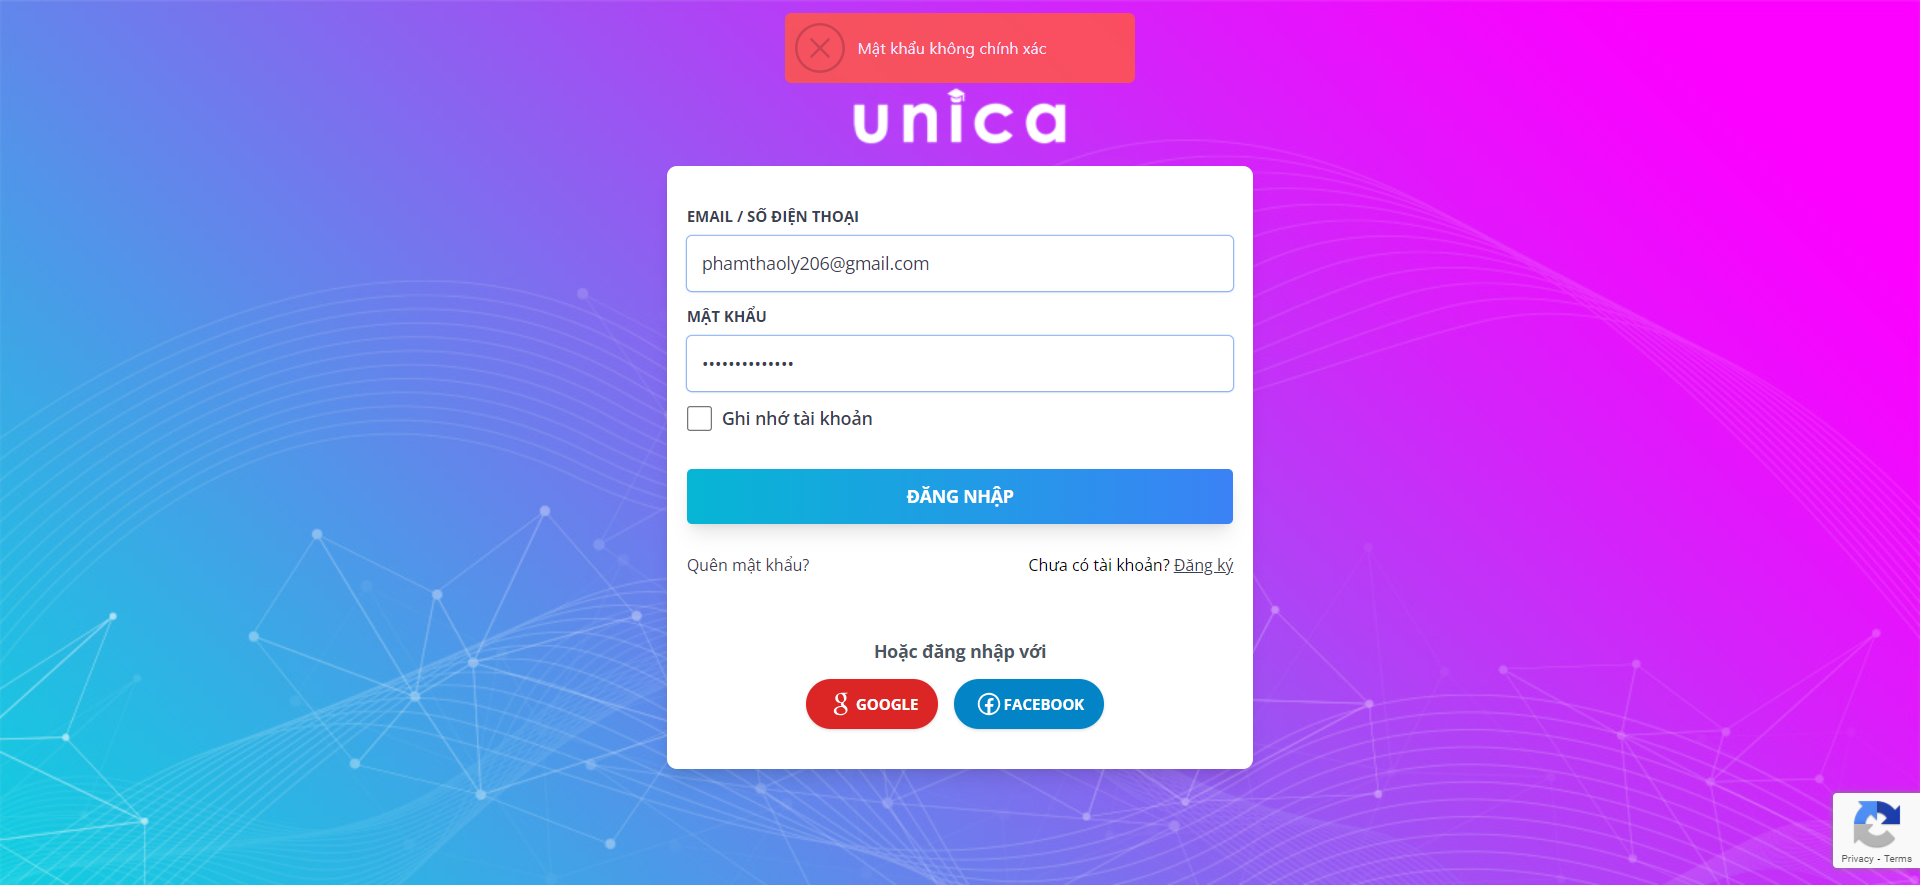 Mật khẩu không chính xác
unica
EMAIL / SỐ ĐIỆN THOẠI
phamthaoly206@gmail.com
MẬT KHẨU
••••••••••••••
Ghi nhớ tài khoản
ĐĂNG NHẬP
Quên mật khẩu?
Chưa có tài khoản? Đăng ký
Hoặc đăng nhập với
GOOGLE
FACEBOOK
Privacy - Terms